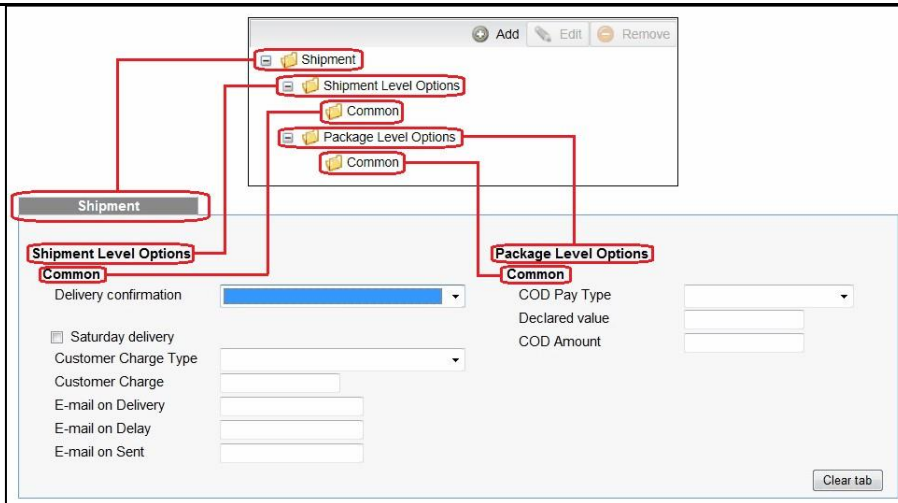 Add Edit Remove
Shipment
Shipment Level Options
Common
Package Level Options
Common
Shipment
Shipment Level Options
Common
Delivery confirmation
Saturday delivery
Customer Charge Type
Customer Charge
E-mail on Delivery
E-mail on Delay
E-mail on Sent
Package Level Options
Common
COD Pay Type
Declared value
COD Amount
Clear tab